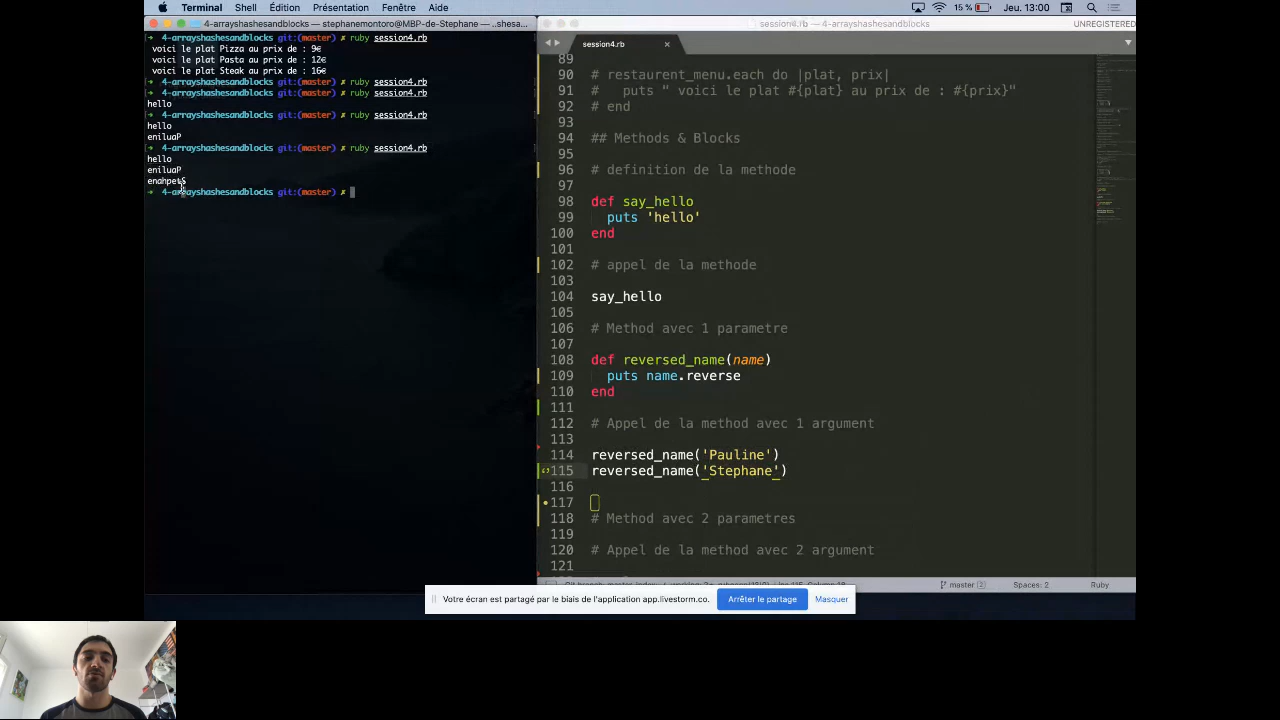 Terminal Shell Édition Présentation Fenêtre Aide 15 % Jeu. 13:00
4-arrayshashesandblocks — stephanemontoro@MBP-de-Stephane — ..shesa...
➜ 4-arrayshashesandblocks git:(master) ✗ ruby session4.rb
voici le plat Pizza au prix de : 9€
voici le plat Pasta au prix de : 12€
voici le plat Steak au prix de : 16€
➜ 4-arrayshashesandblocks git:(master) ✗ ruby session4.rb
➜ 4-arrayshashesandblocks git:(master) ✗ ruby session4.rb
hello
➜ 4-arrayshashesandblocks git:(master) ✗ ruby session4.rb
hello
eniluaP
➜ 4-arrayshashesandblocks git:(master) ✗ ruby session4.rb
hello
eniluaP
enahpetS
➜ 4-arrayshashesandblocks git:(master) ✗
session4.rb — 4-arrayshashesandblocks UNREGISTERED
session4.rb
89
90 # restaurent_menu.each do |plat, prix|
91 #   puts " voici le plat #{plat} au prix de : #{prix}"
92 # end
93
94 ## Methods & Blocks
95
96 # definition de la methode
97
98 def say_hello
99   puts 'hello'
100 end
101
102 # appel de la methode
103
104 say_hello
105
106 # Method avec 1 parametre
107
108 def reversed_name(name)
109   puts name.reverse
110 end
111
112 # Appel de la method avec 1 argument
113
114 reversed_name('Pauline')
115 reversed_name('Stephane')
116
117
118 # Method avec 2 parametres
119
120 # Appel de la method avec 2 argument
121
master 2 Spaces: 2 Ruby
Votre écran est partagé par le biais de l'application app.livestorm.co. Arrêter le partage Masquer